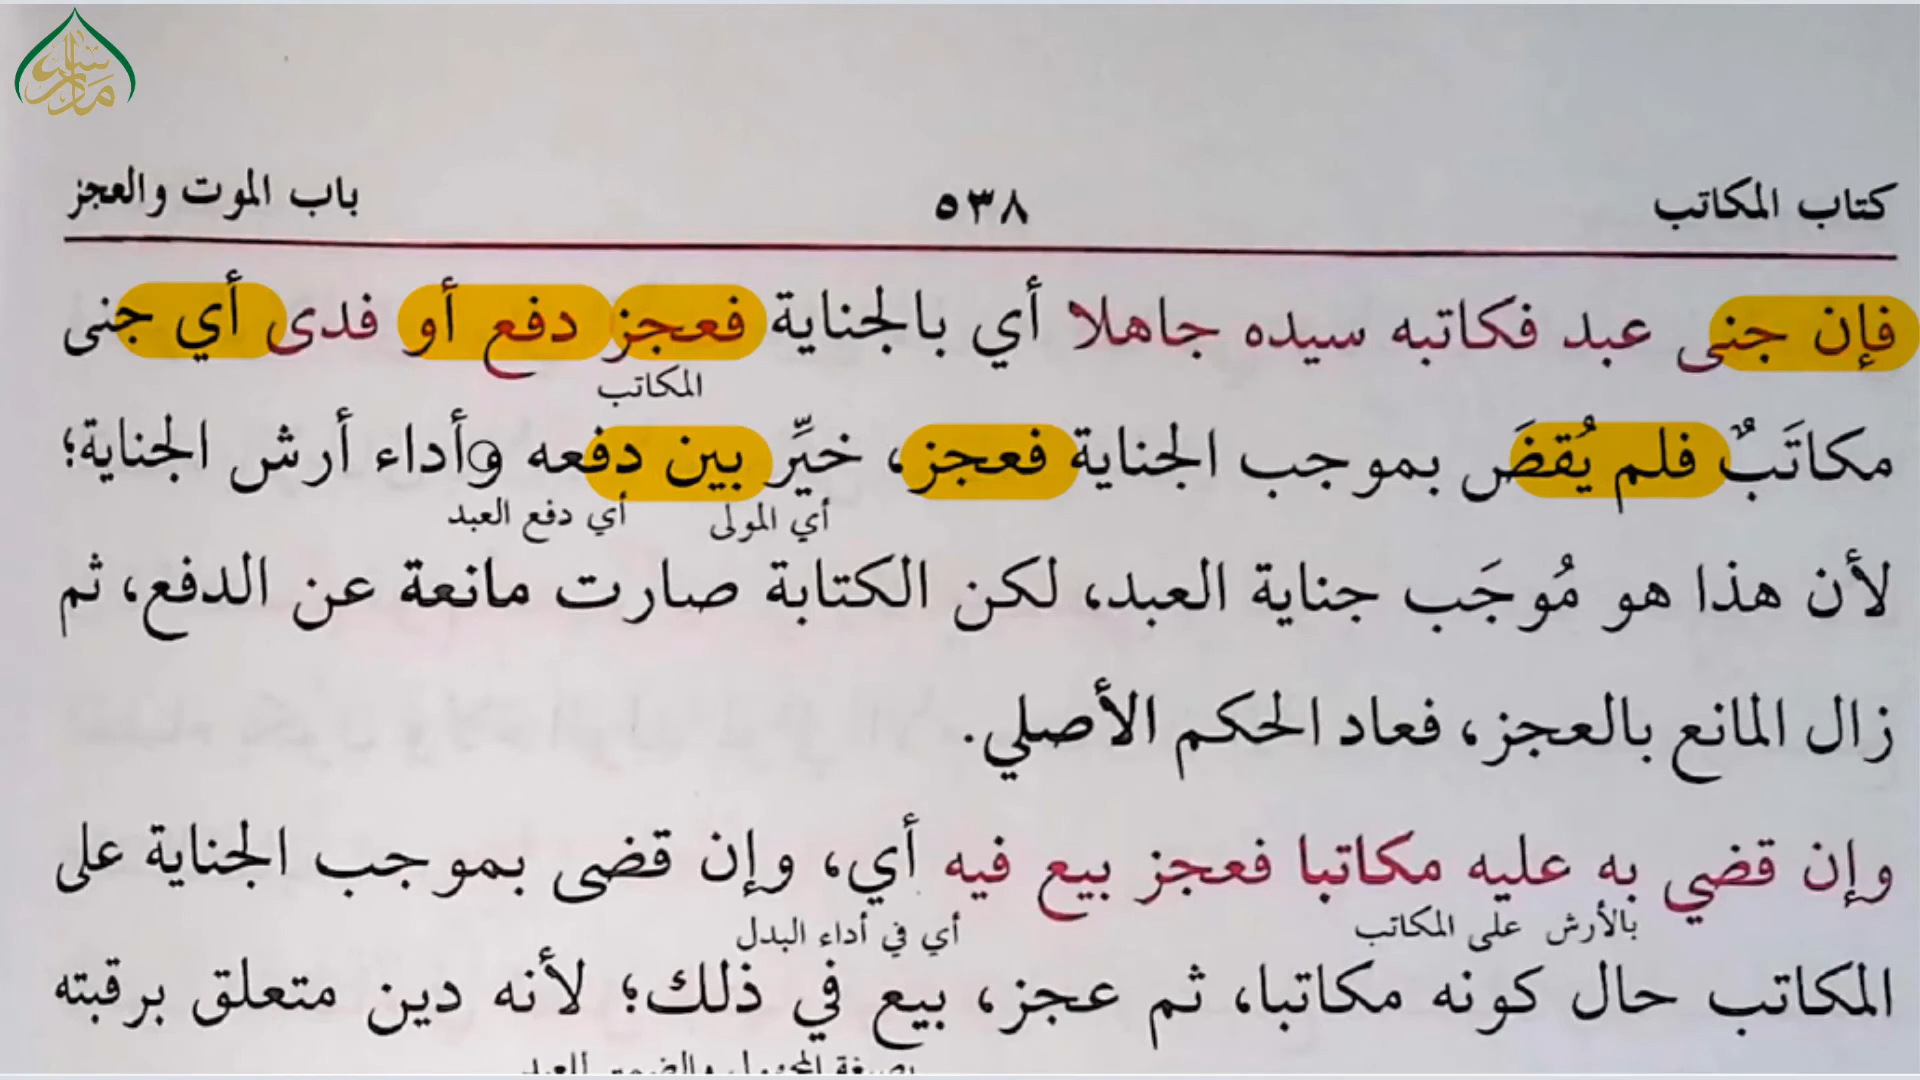 كتاب المكاتب ٥٣٨ باب الموت والعجز
فإن جنى عبد فكاتبه سيده جاهلا أي بالجناية فعجز دفع أو فدى أي جنى
المكاتب
مكاتَبٌ فلم يُقضَ بموجب الجناية فعجز، خيِّر بين دفعه وأداء أرش الجناية؛
أي المولى أي دفع العبد
لأن هذا هو مُوجَب جناية العبد، لكن الكتابة صارت مانعة عن الدفع، ثم
زال المانع بالعجز، فعاد الحكم الأصلي.
وإن قضي به عليه مكاتبا فعجز بيع فيه أي، وإن قضى بموجب الجناية على
بالأرش على المكاتب أي في أداء البدل
المكاتب حال كونه مكاتبا، ثم عجز، بيع في ذلك؛ لأنه دين متعلق برقبته